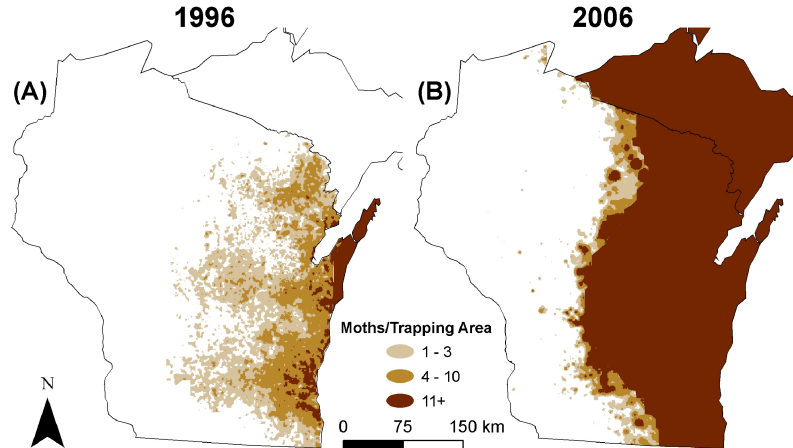 1996
2006
(A)
(B)
Moths/Trapping Area
1 - 3
4 - 10
11+
N
0 75 150 km